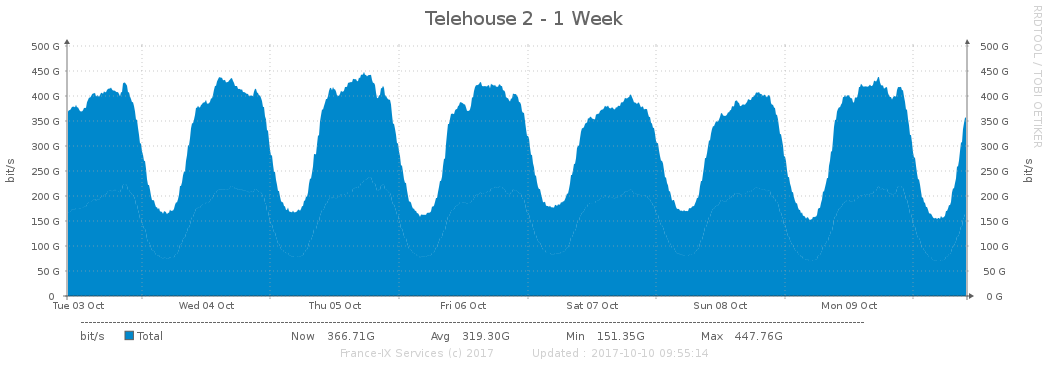 Telehouse 2 - 1 Week
RRDTOOL / TOBI OETIKER
500 G 500 G
450 G 450 G
400 G 400 G
350 G 350 G
300 G 300 G
250 G 250 G
200 G 200 G
150 G 150 G
100 G 100 G
50 G 50 G
0 0 G
bit/s bit/s
Tue 03 Oct Wed 04 Oct Thu 05 Oct Fri 06 Oct Sat 07 Oct Sun 08 Oct Mon 09 Oct
bit/s Total Now 366.71G Avg 319.30G Min 151.35G Max 447.76G
France-IX Services (c) 2017 Updated : 2017-10-10 09:55:14